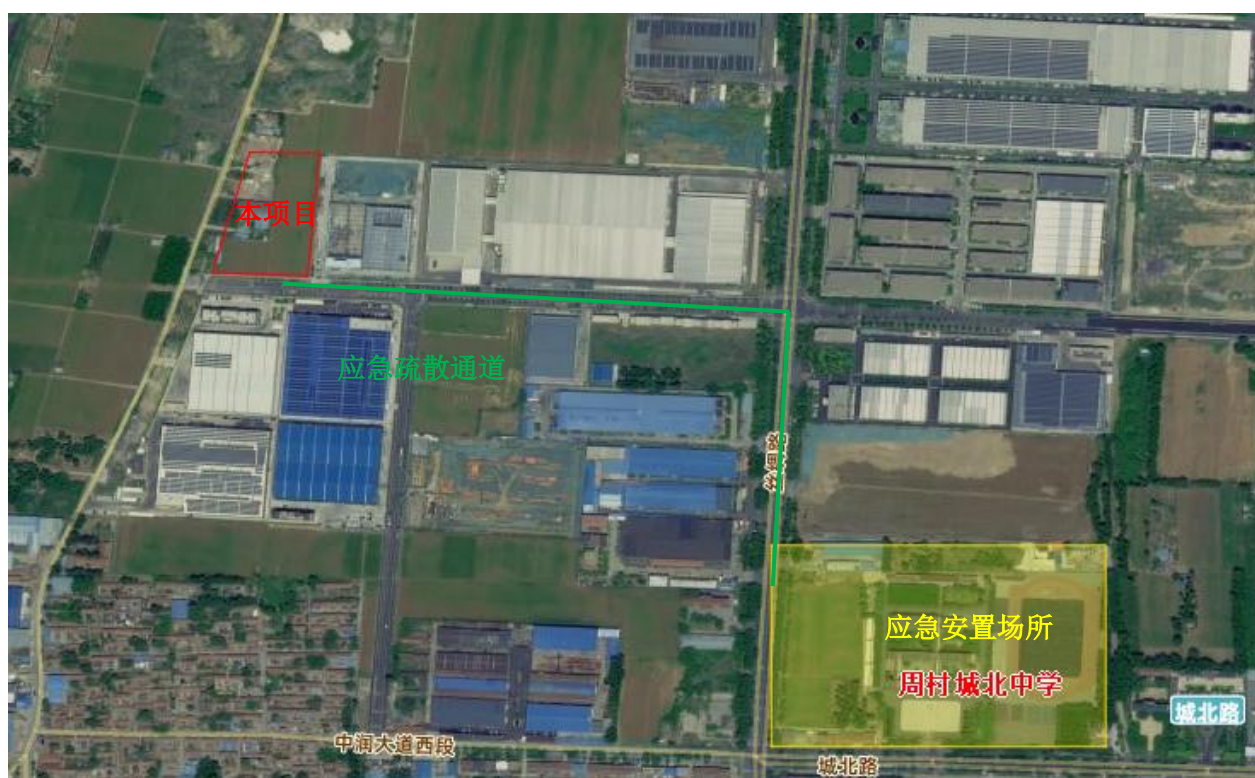 本项目
应急疏散通道
应急安置场所
周村城北中学
城北路
中润大道西段
城北路